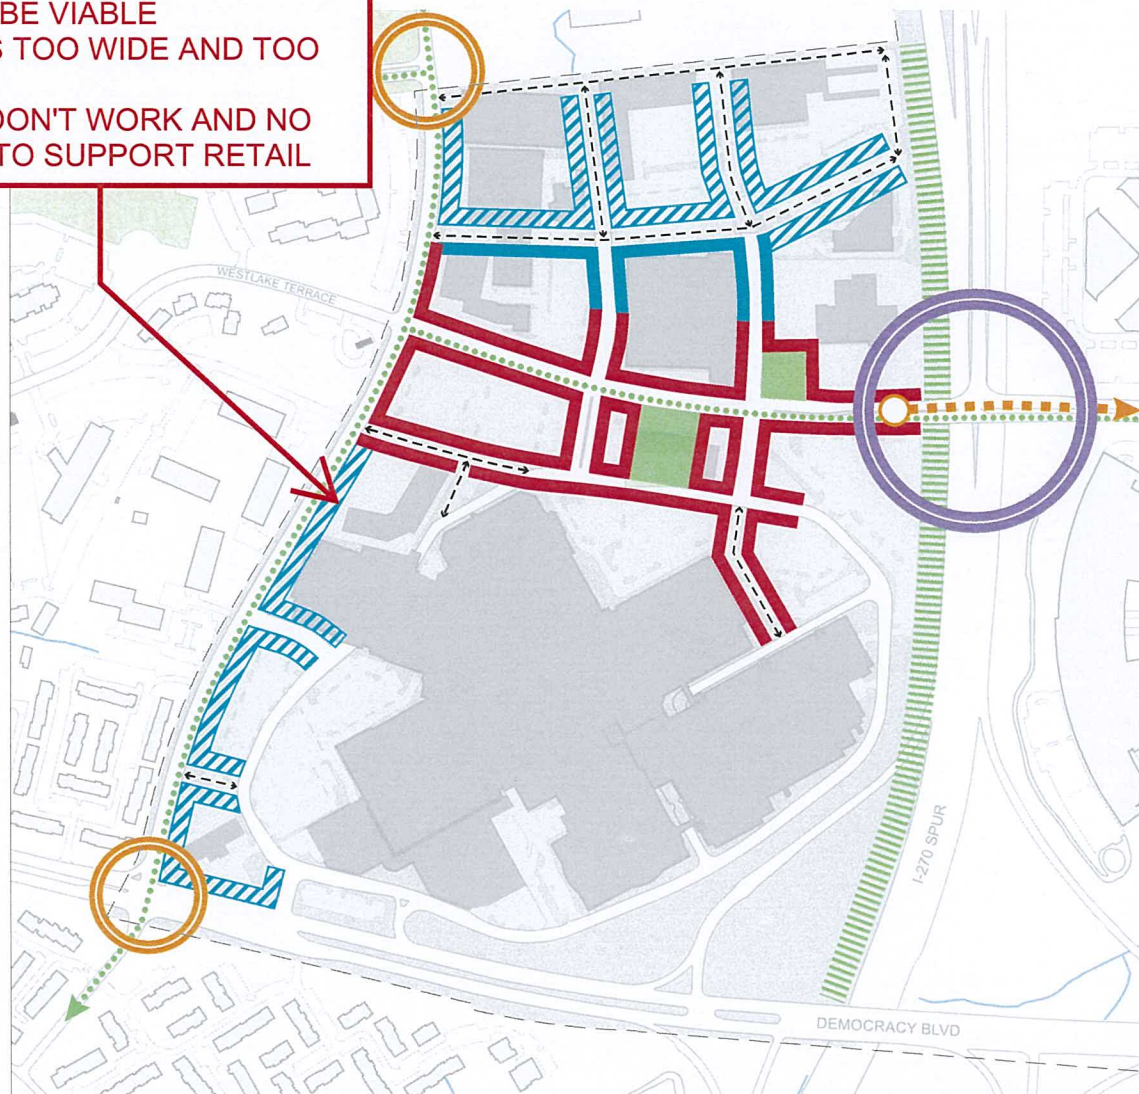 BE VIABLE
TOO WIDE AND TOO
DON'T WORK AND NO
TO SUPPORT RETAIL
WESTLAKE TERRACE
I-270 SPUR
DEMOCRACY BLVD